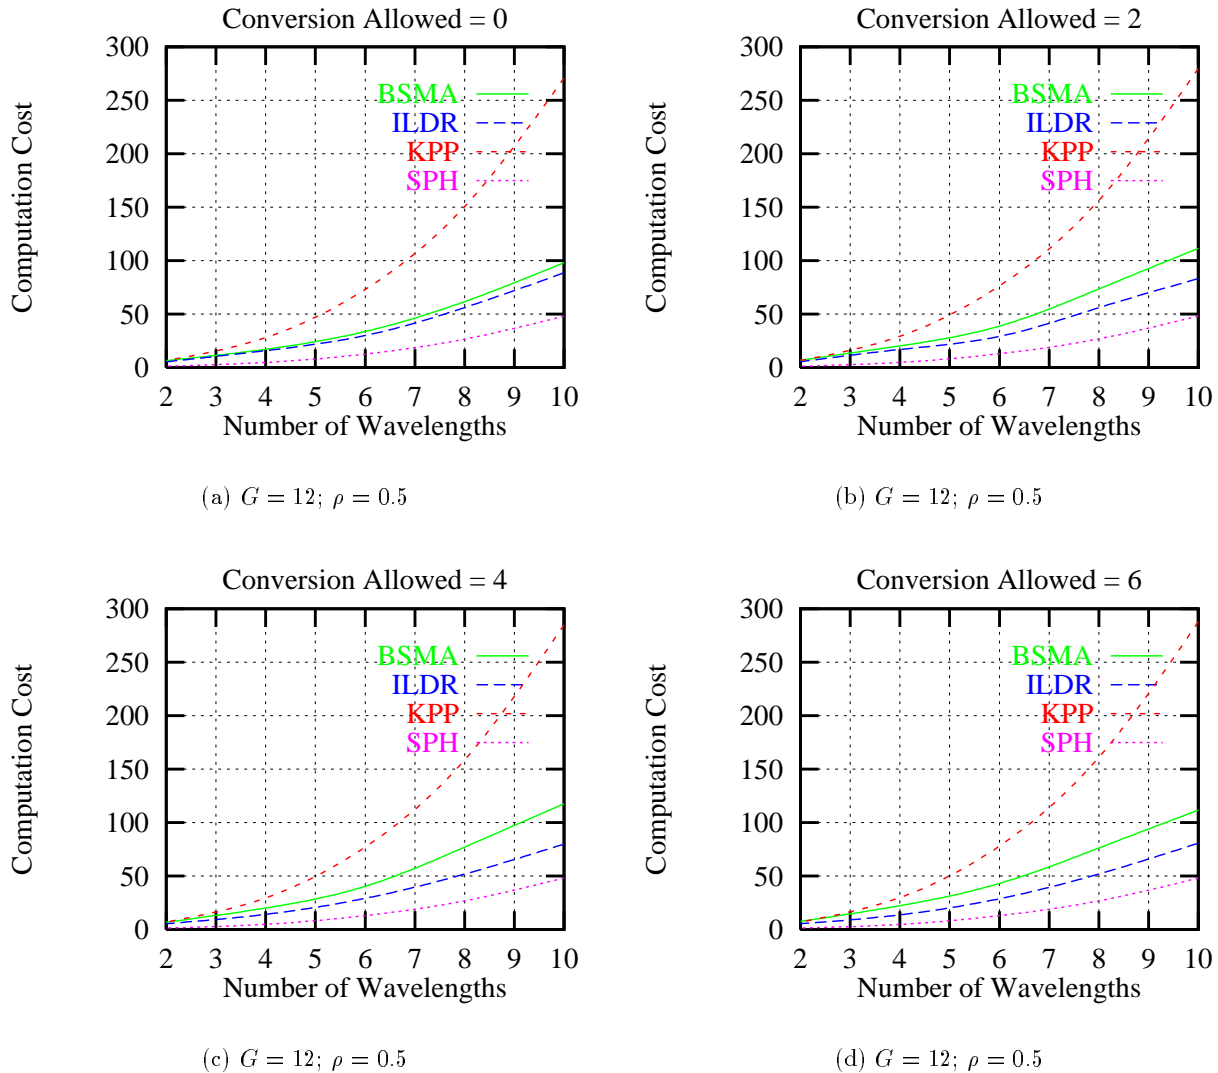 Conversion Allowed = 0
300
250
200
150
100
50
0
Computation Cost
BSMA
ILDR
KPP
SPH
2 3 4 5 6 7 8 9 10
Number of Wavelengths
(a) G = 12; ρ = 0.5
Conversion Allowed = 2
300
250
200
150
100
50
0
Computation Cost
BSMA
ILDR
KPP
SPH
2 3 4 5 6 7 8 9 10
Number of Wavelengths
(b) G = 12; ρ = 0.5
Conversion Allowed = 4
300
250
200
150
100
50
0
Computation Cost
BSMA
ILDR
KPP
SPH
2 3 4 5 6 7 8 9 10
Number of Wavelengths
(c) G = 12; ρ = 0.5
Conversion Allowed = 6
300
250
200
150
100
50
0
Computation Cost
BSMA
ILDR
KPP
SPH
2 3 4 5 6 7 8 9 10
Number of Wavelengths
(d) G = 12; ρ = 0.5